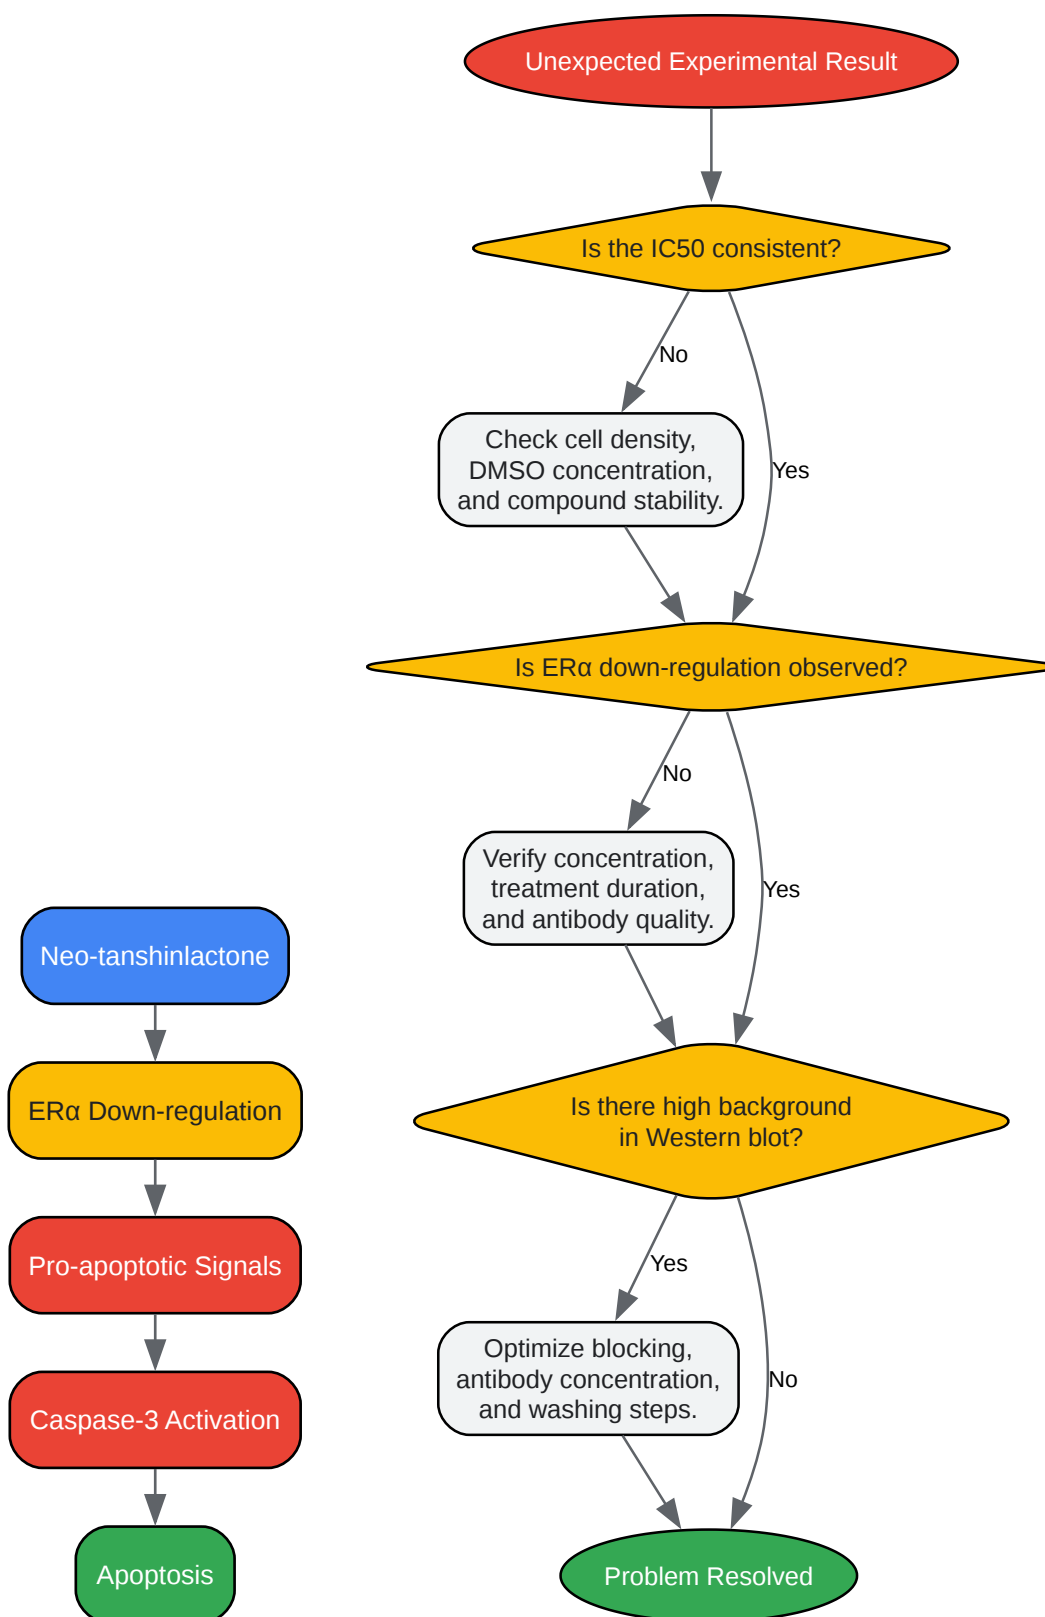 Unexpected Experimental Result
Is the IC50 consistent?
No
Yes
Check cell density,
DMSO concentration,
and compound stability.
Is ERα down-regulation observed?
No
Yes
Verify concentration,
treatment duration,
and antibody quality.
Is there high background
in Western blot?
Yes
No
Optimize blocking,
antibody concentration,
and washing steps.
Problem Resolved
Neo-tanshinlactone
ERα Down-regulation
Pro-apoptotic Signals
Caspase-3 Activation
Apoptosis